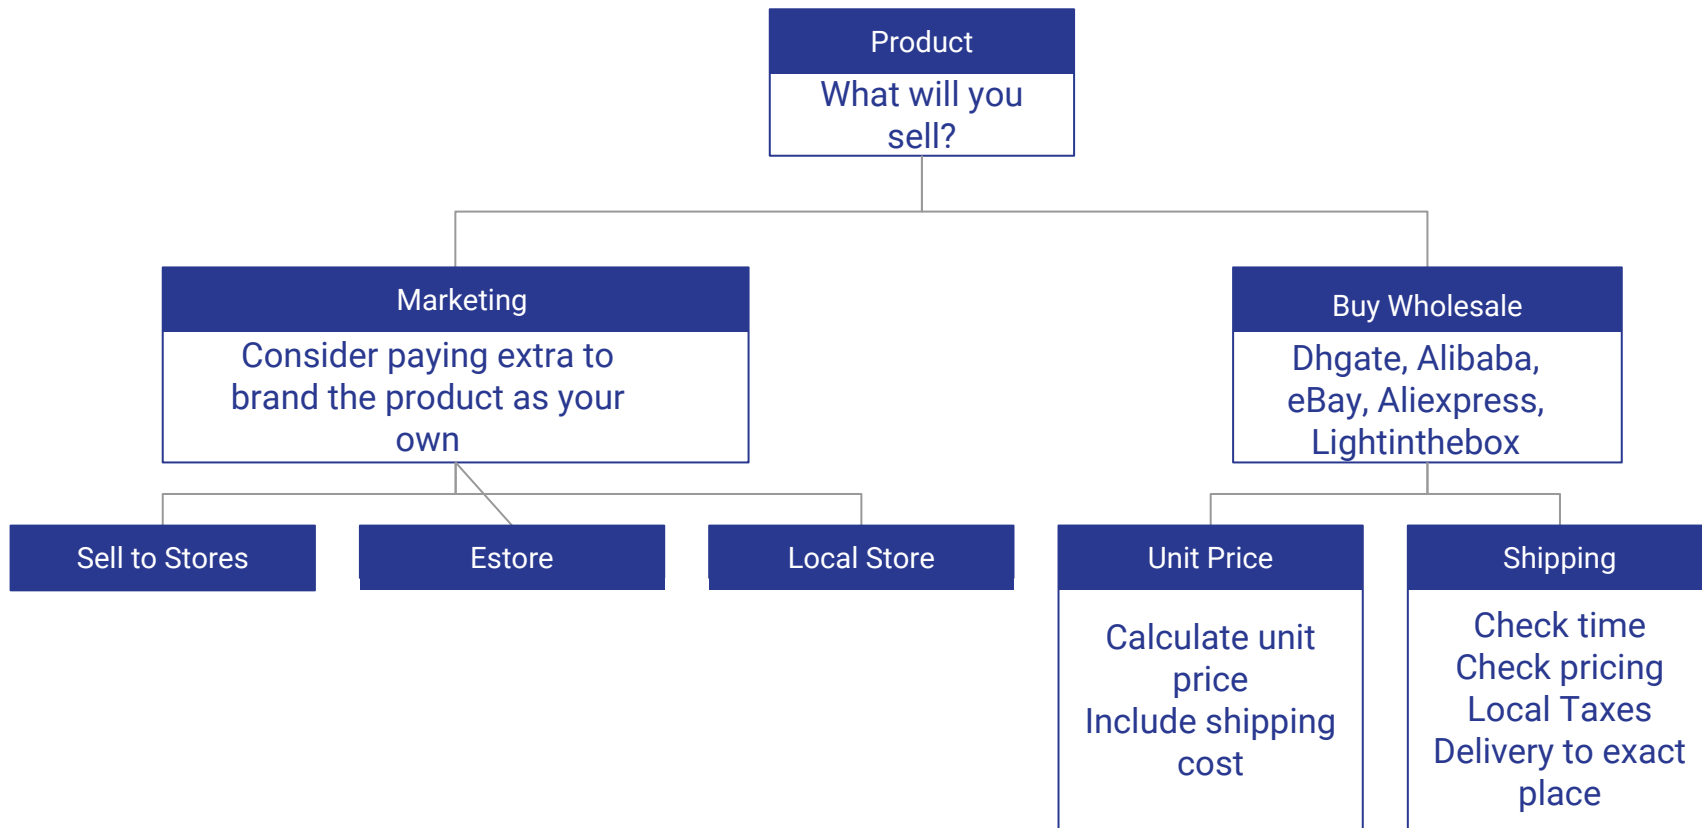 Product
What will you
sell?
Marketing
Consider paying extra to
brand the product as your
own
Buy Wholesale
Dhgate, Alibaba,
eBay, Aliexpress,
Lightinthebox
Sell to Stores
Estore
Local Store
Unit Price
Calculate unit
price
Include shipping
cost
Shipping
Check time
Check pricing
Local Taxes
Delivery to exact
place